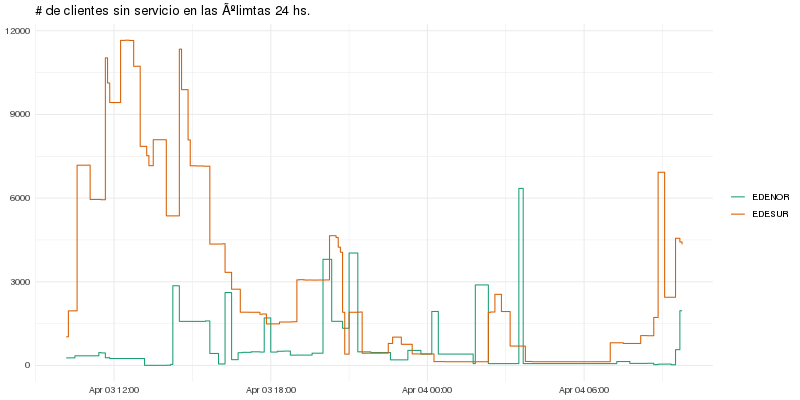 # de clientes sin servicio en las Ãºlimtas 24 hs.
12000
9000
6000
3000
0
Apr 03 12:00 Apr 03 18:00 Apr 04 00:00 Apr 04 06:00
EDENOR
EDESUR